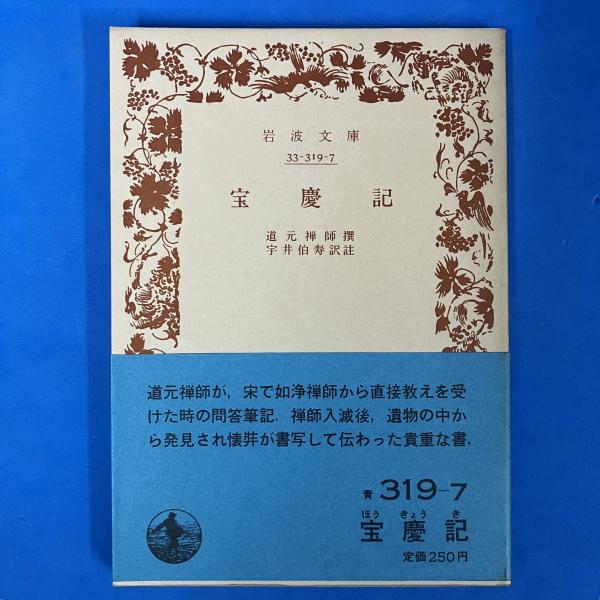 岩波文庫
33-319-7
宝慶記
道元禅師撰
宇井伯寿訳註
道元禅師が，宋で如浄禅師から直接教えを受
けた時の問答筆記．禅師入滅後，遺物の中か
ら発見され懐弉が書写して伝わった貴重な書．
青 319-7
ほうきょうき
宝慶記
定価250円